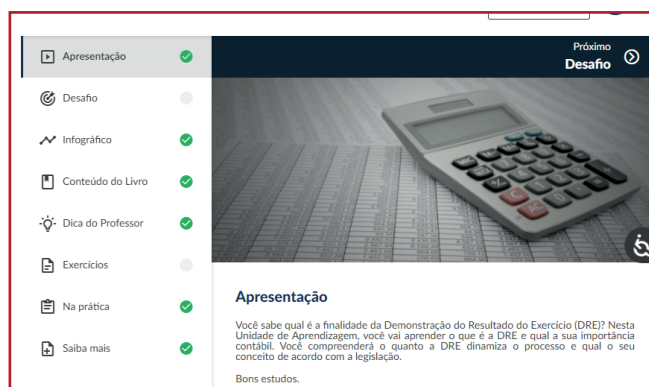 Apresentação
Desafio
Infográfico
Conteúdo do Livro
Dica do Professor
Exercícios
Na prática
Saiba mais
Próximo
Desafio
Apresentação
Você sabe qual é a finalidade da Demonstração do Resultado do Exercício (DRE)? Nesta
Unidade de Aprendizagem, você vai aprender o que é a DRE e qual a sua importância
contábil. Você compreenderá o quanto a DRE dinamiza o processo e qual o seu
conceito de acordo com a legislação.
Bons estudos.